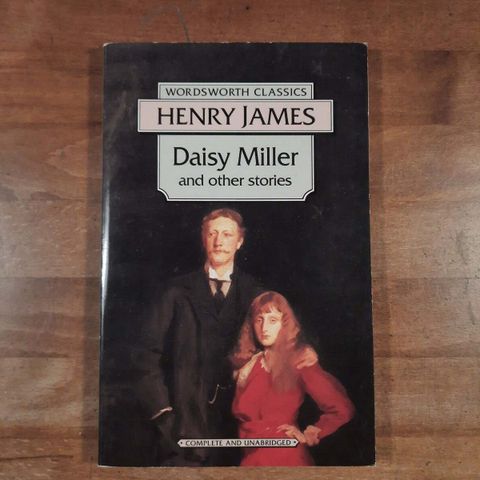 WORDSWORTH CLASSICS
HENRY JAMES
Daisy Miller
and other stories
• COMPLETE AND UNABRIDGED •